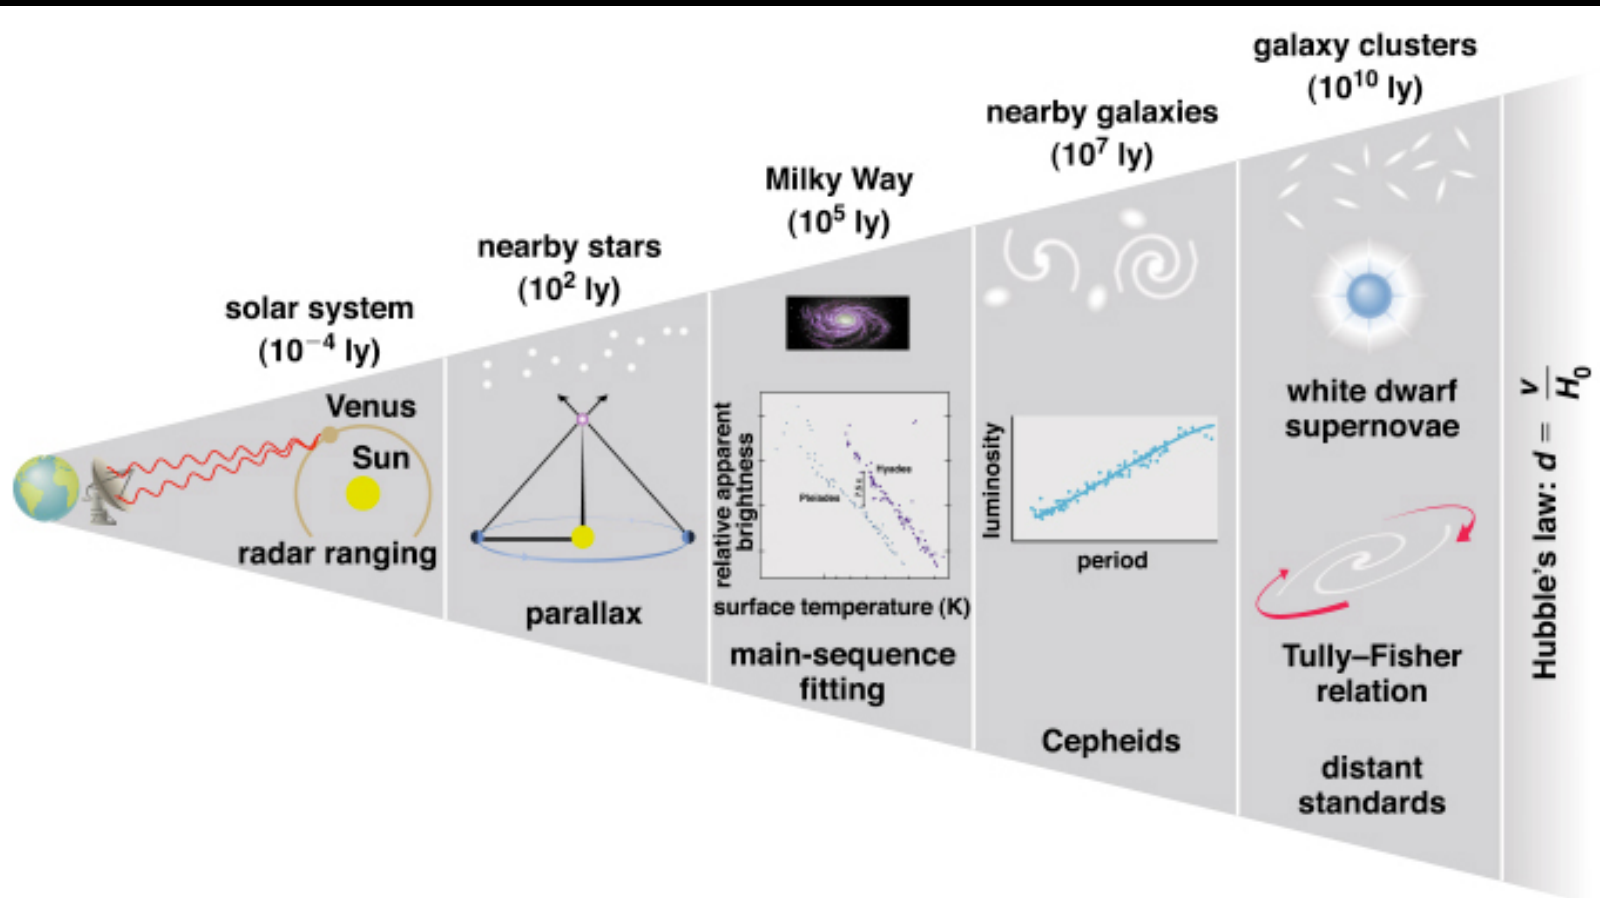 solar system
(10⁻⁴ ly)
Venus
Sun
radar ranging
nearby stars
(10² ly)
parallax
Milky Way
(10⁵ ly)
relative apparent
brightness
Hyades
Pleiades
surface temperature (K)
main-sequence
fitting
nearby galaxies
(10⁷ ly)
luminosity
period
Cepheids
galaxy clusters
(10¹⁰ ly)
white dwarf
supernovae
Tully–Fisher
relation
distant
standards
Hubble's law: d = v/H₀